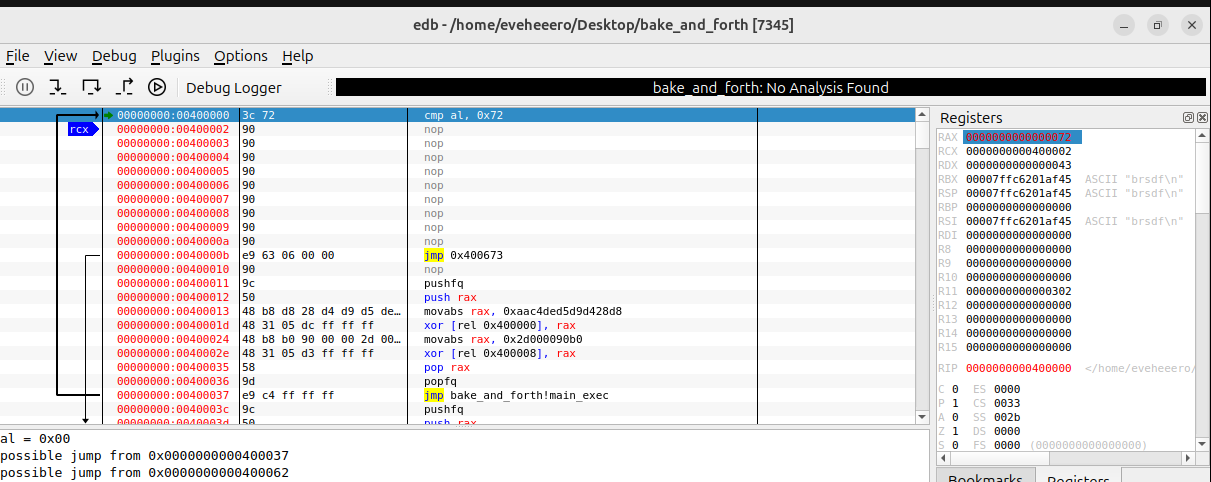 edb - /home/eveheeero/Desktop/bake_and_forth [7345]
File View Debug Plugins Options Help
Debug Logger
bake_and_forth: No Analysis Found
00000000:00400000 3c 72 cmp al, 0x72
rcx 00000000:00400002 90 nop
00000000:00400003 90 nop
00000000:00400004 90 nop
00000000:00400005 90 nop
00000000:00400006 90 nop
00000000:00400007 90 nop
00000000:00400008 90 nop
00000000:00400009 90 nop
00000000:0040000a 90 nop
00000000:0040000b e9 63 06 00 00 jmp 0x400673
00000000:00400010 90 nop
00000000:00400011 9c pushfq
00000000:00400012 50 push rax
00000000:00400013 48 b8 d8 28 d4 d9 d5 de... movabs rax, 0xaac4ded5d9d428d8
00000000:0040001d 48 31 05 dc ff ff ff xor [rel 0x400000], rax
00000000:00400024 48 b8 b0 90 00 00 2d 00... movabs rax, 0x2d000090b0
00000000:0040002e 48 31 05 d3 ff ff ff xor [rel 0x400008], rax
00000000:00400035 58 pop rax
00000000:00400036 9d popfq
00000000:00400037 e9 c4 ff ff ff jmp bake_and_forth!main_exec
00000000:0040003c 9c pushfq
00000000:0040003d 50 push rax
Registers
RAX 0000000000000072
RCX 0000000000400002
RDX 0000000000000043
RBX 00007ffc6201af45 ASCII "brsdf\n"
RSP 00007ffc6201af45 ASCII "brsdf\n"
RBP 0000000000000000
RSI 00007ffc6201af45 ASCII "brsdf\n"
RDI 0000000000000000
R8 0000000000000000
R9 0000000000000000
R10 0000000000000000
R11 0000000000000302
R12 0000000000000000
R13 0000000000000000
R14 0000000000000000
R15 0000000000000000
RIP 0000000000400000 </home/eveheeero/
C 0 ES 0000
P 1 CS 0033
A 0 SS 002b
Z 1 DS 0000
S 0 FS 0000 (0000000000000000)
Bookmarks Registers
al = 0x00
possible jump from 0x0000000000400037
possible jump from 0x0000000000400062